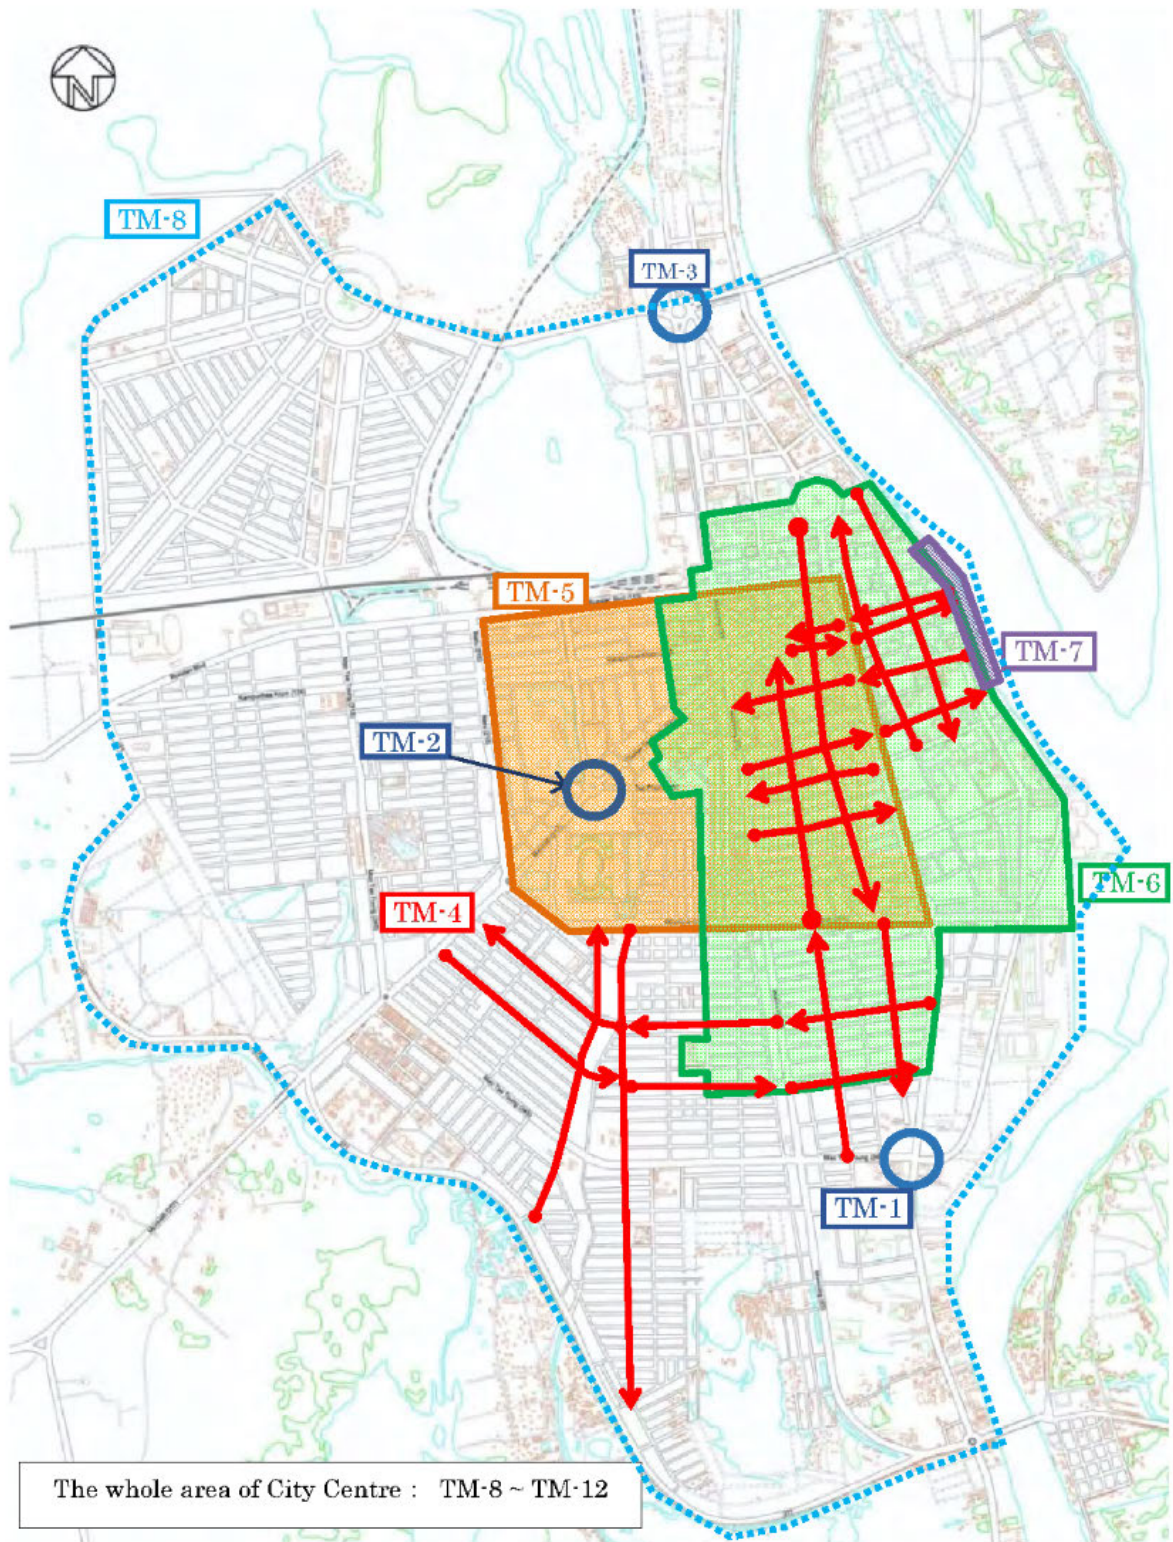 N
TM-8
TM-3
TM-5
TM-7
TM-2
TM-6
TM-4
TM-1
The whole area of City Centre : TM-8 ~ TM-12